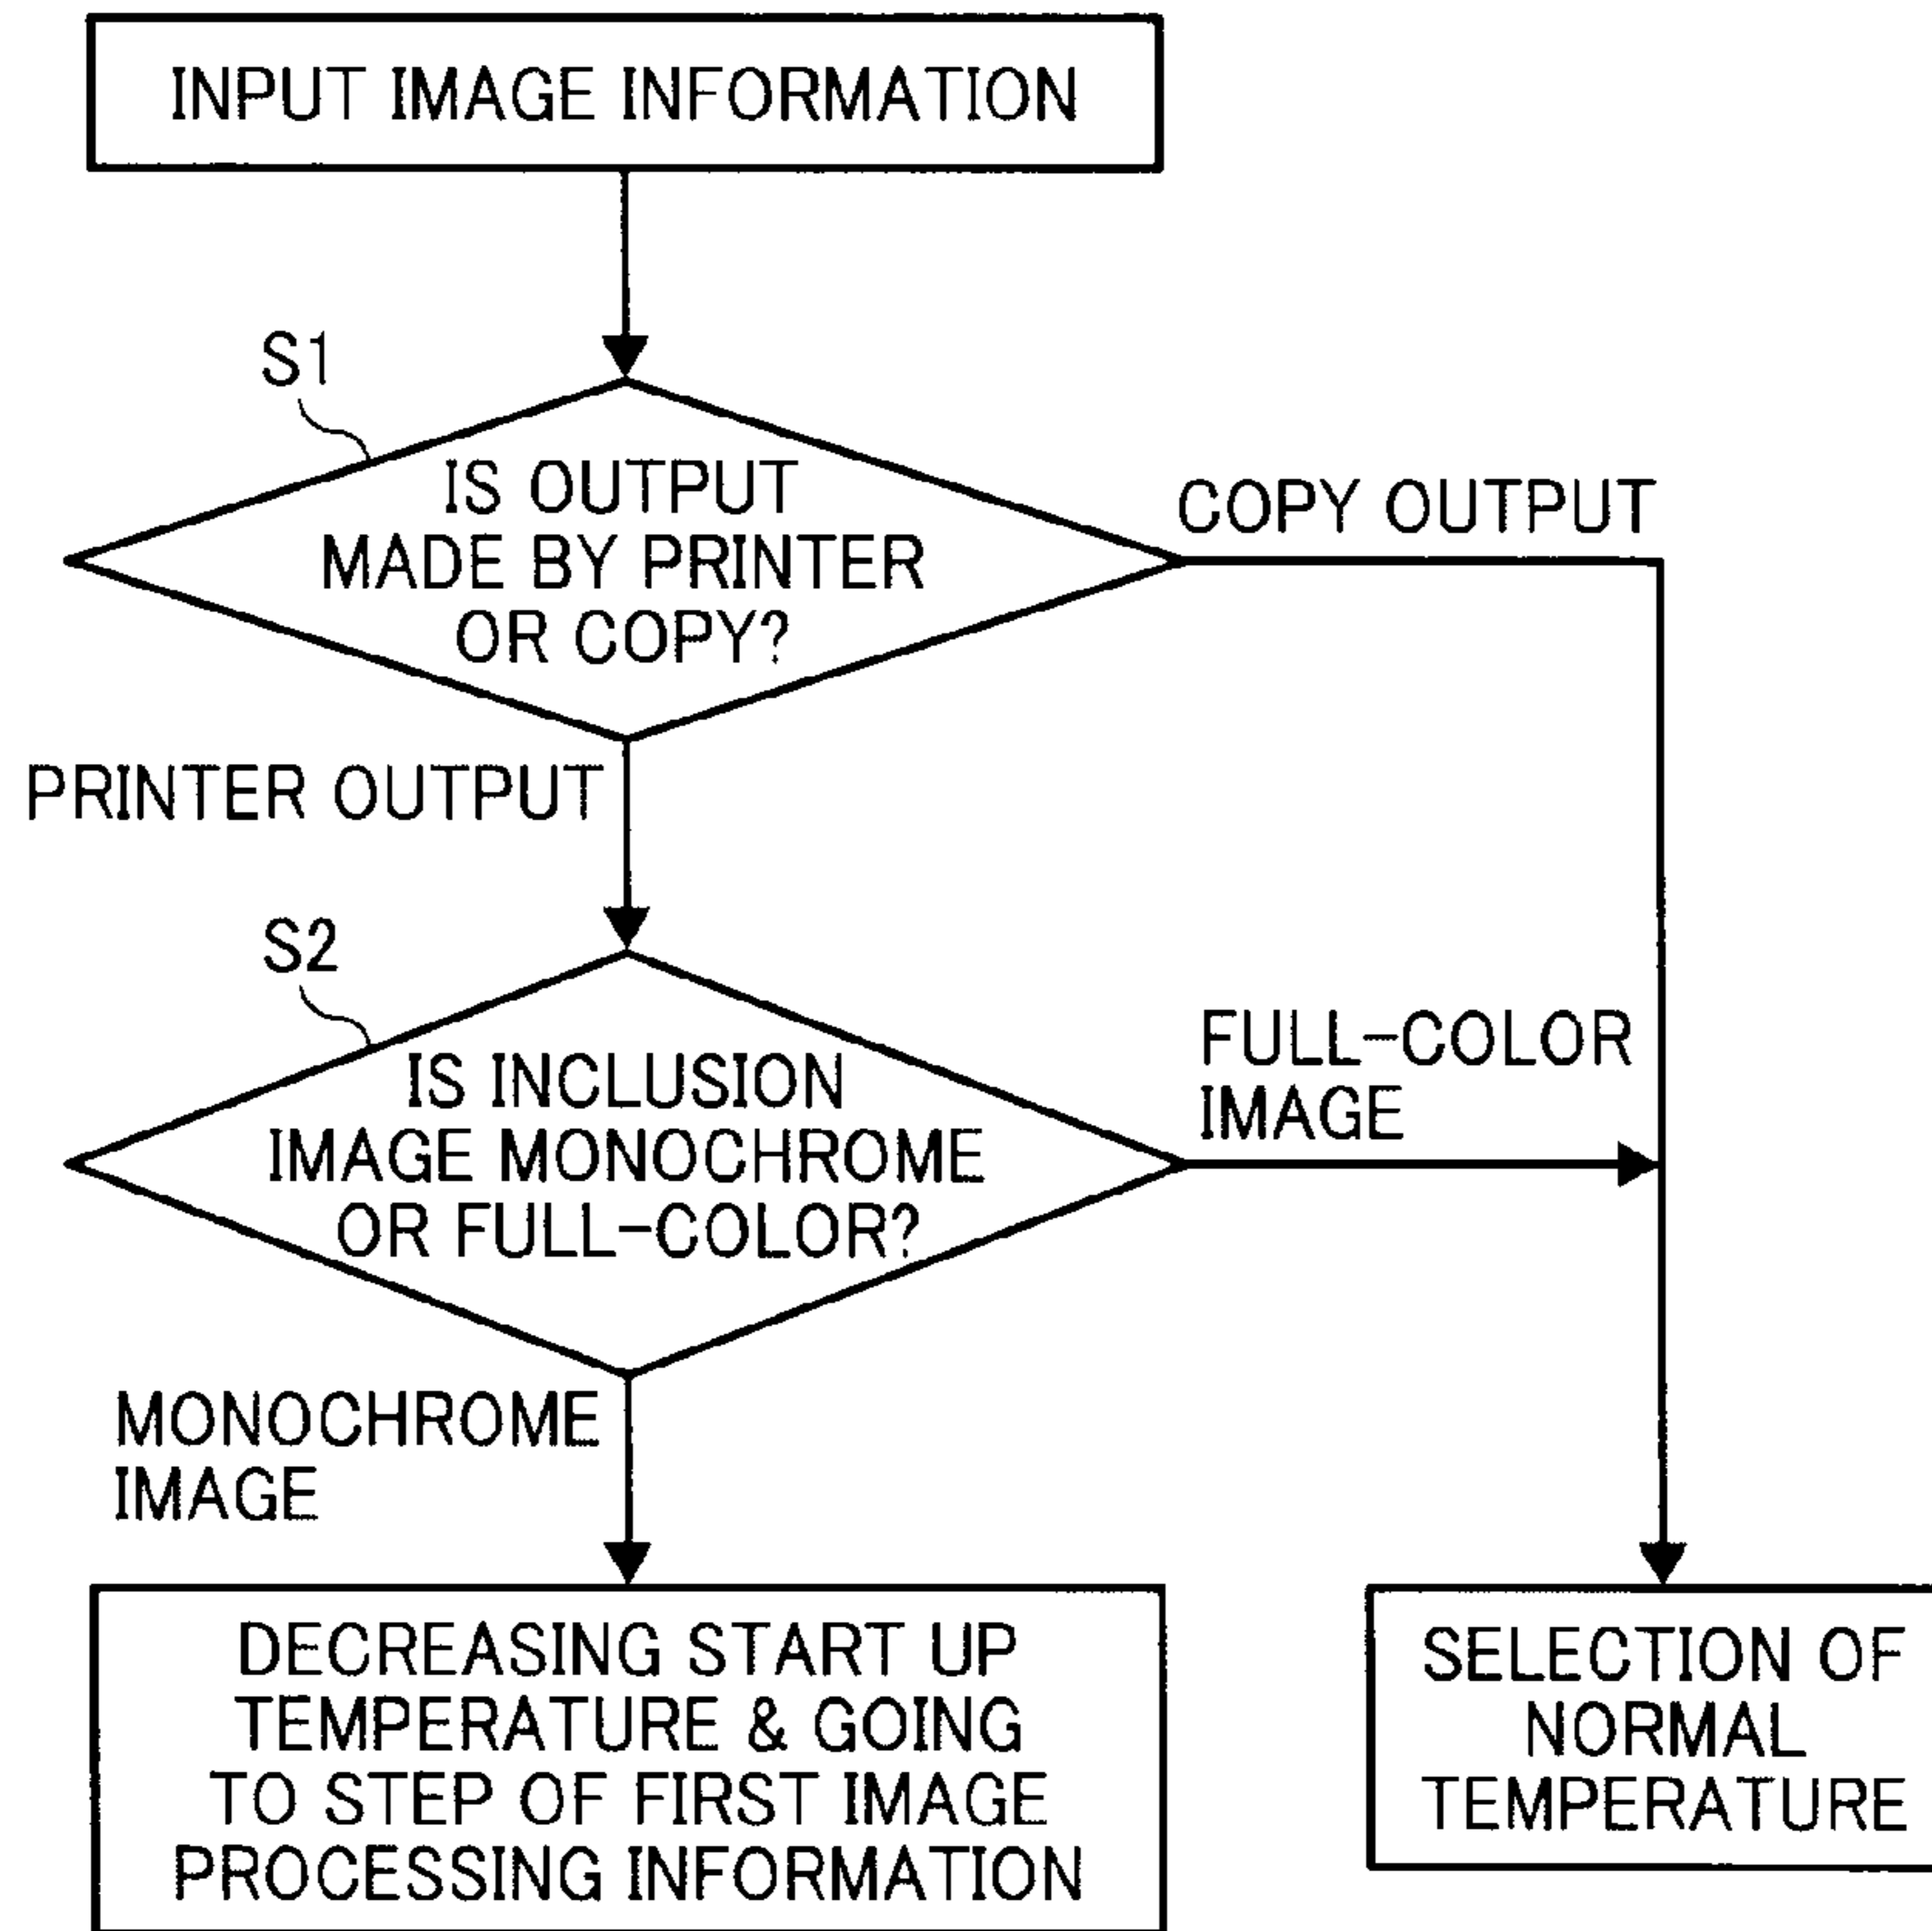 INPUT IMAGE INFORMATION
S1
IS OUTPUT
MADE BY PRINTER
OR COPY?
COPY OUTPUT
PRINTER OUTPUT
S2
IS INCLUSION
IMAGE MONOCHROME
OR FULL-COLOR?
FULL-COLOR
IMAGE
MONOCHROME
IMAGE
DECREASING START UP
TEMPERATURE & GOING
TO STEP OF FIRST IMAGE
PROCESSING INFORMATION
SELECTION OF
NORMAL
TEMPERATURE